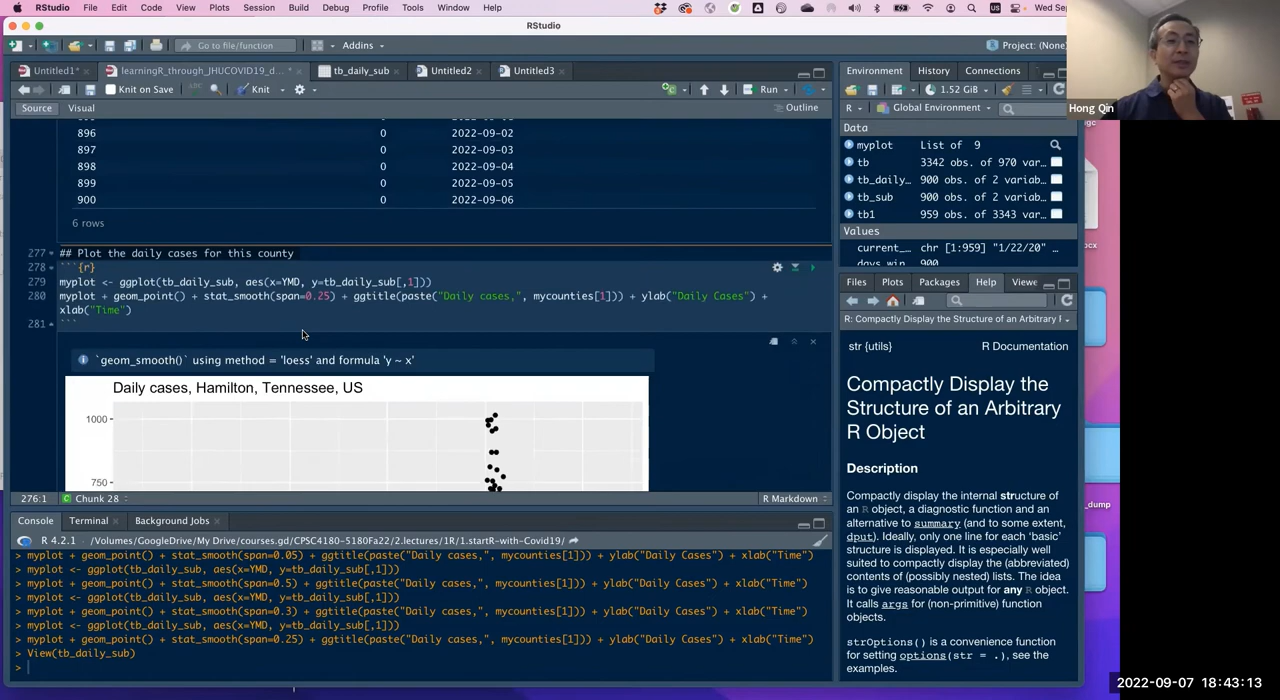 RStudio File Edit Code View Plots Session Build Debug Profile Tools Window Help US Wed Sep
RStudio
Go to file/function Addins Project: (None)
Untitled1* learningR_through_JHUCOVID19_d... tb_daily_sub Untitled2 Untitled3
Knit on Save Knit Run
Source Visual Outline
896 0 2022-09-02
897 0 2022-09-03
898 0 2022-09-04
899 0 2022-09-05
900 0 2022-09-06
6 rows
277 ## Plot the daily cases for this county
278 ```{r}
279 myplot <- ggplot(tb_daily_sub, aes(x=YMD, y=tb_daily_sub[,1]))
280 myplot + geom_point() + stat_smooth(span=0.25) + ggtitle(paste("Daily cases,", mycounties[1])) + ylab("Daily Cases") +
xlab("Time")
281 ```
`geom_smooth()` using method = 'loess' and formula 'y ~ x'
Daily cases, Hamilton, Tennessee, US
1000
750
276:1 Chunk 28 R Markdown
Console Terminal Background Jobs
R 4.2.1 · /Volumes/GoogleDrive/My Drive/courses.gd/CPSC4180-5180Fa22/2.lectures/1R/1.startR-with-Covid19/
> myplot + geom_point() + stat_smooth(span=0.05) + ggtitle(paste("Daily cases,", mycounties[1])) + ylab("Daily Cases") + xlab("Time")
> myplot <- ggplot(tb_daily_sub, aes(x=YMD, y=tb_daily_sub[,1]))
> myplot + geom_point() + stat_smooth(span=0.5) + ggtitle(paste("Daily cases,", mycounties[1])) + ylab("Daily Cases") + xlab("Time")
> myplot <- ggplot(tb_daily_sub, aes(x=YMD, y=tb_daily_sub[,1]))
> myplot + geom_point() + stat_smooth(span=0.3) + ggtitle(paste("Daily cases,", mycounties[1])) + ylab("Daily Cases") + xlab("Time")
> myplot <- ggplot(tb_daily_sub, aes(x=YMD, y=tb_daily_sub[,1]))
> myplot + geom_point() + stat_smooth(span=0.25) + ggtitle(paste("Daily cases,", mycounties[1])) + ylab("Daily Cases") + xlab("Time")
> View(tb_daily_sub)
>
Environment History Connections
1.52 GiB
R Global Environment
Data
myplot List of 9
tb 3342 obs. of 970 var...
tb_daily... 900 obs. of 2 variab...
tb_sub 900 obs. of 2 variab...
tb1 959 obs. of 3343 var...
Values
current_... chr [1:959] "1/22/20" ...
days_win 900
Files Plots Packages Help Viewe
R: Compactly Display the Structure of an Arbitrary F
str {utils} R Documentation
Compactly Display the
Structure of an Arbitrary
R Object
Description
Compactly display the internal structure of
an R object, a diagnostic function and an
alternative to summary (and to some extent,
dput). Ideally, only one line for each ‘basic’
structure is displayed. It is especially well
suited to compactly display the (abbreviated)
contents of (possibly nested) lists. The idea
is to give reasonable output for any R object.
It calls args for (non-primitive) function
objects.
strOptions() is a convenience function
for setting options(str = .), see the
examples.
Hong Qin
_dump
2022-09-07 18:43:13